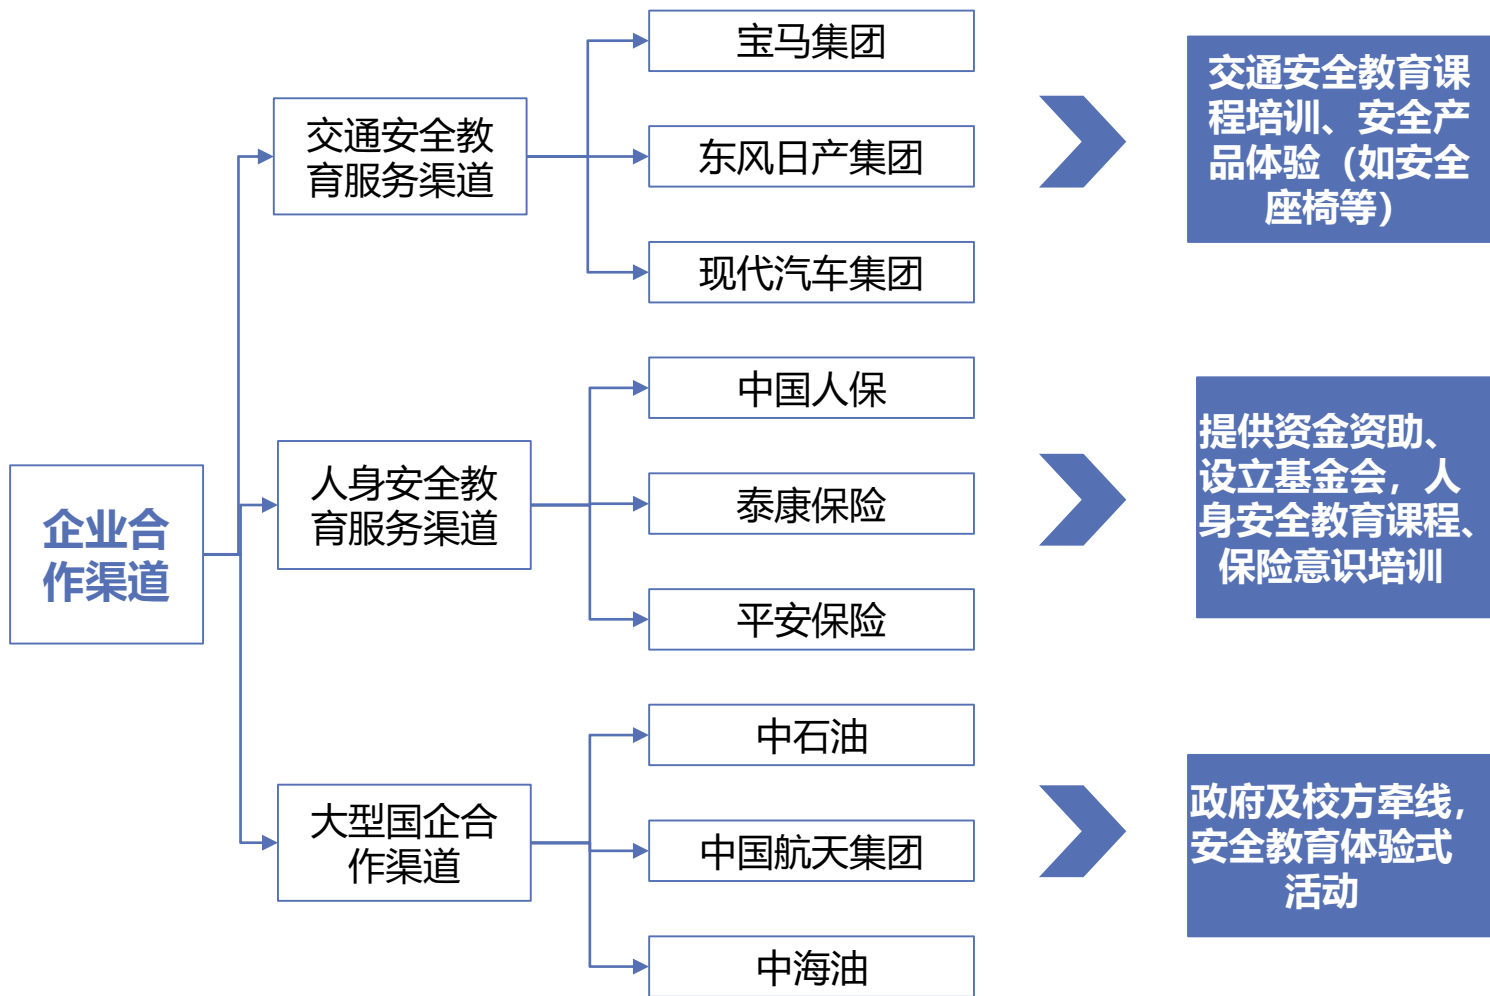 企业合
作渠道
交通安全教
育服务渠道
宝马集团
东风日产集团
现代汽车集团
交通安全教育课
程培训、安全产
品体验（如安全
座椅等）
人身安全教
育服务渠道
中国人保
泰康保险
平安保险
提供资金资助、
设立基金会，人
身安全教育课程、
保险意识培训
大型国企合
作渠道
中石油
中国航天集团
中海油
政府及校方牵线，
安全教育体验式
活动